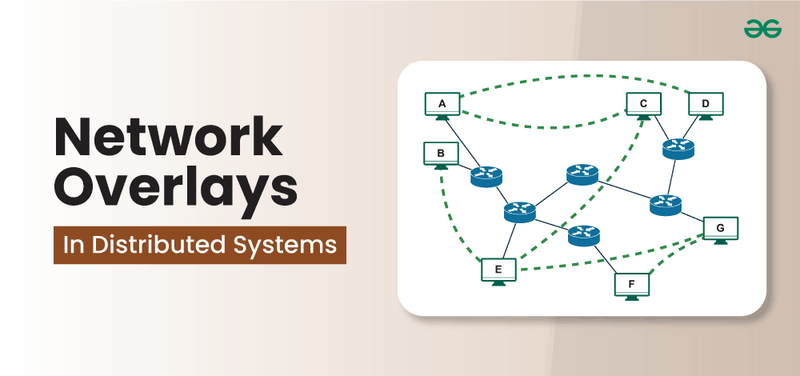 Network
Overlays
In Distributed Systems
A
C
D
B
G
E
F